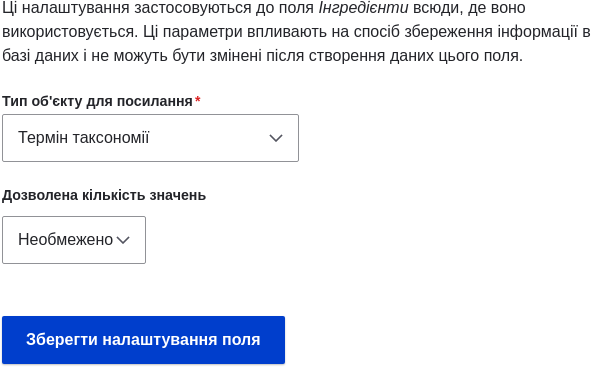 Ці налаштування застосовуються до поля Інгредієнти всюди, де воно
використовується. Ці параметри впливають на спосіб збереження інформації в
базі даних і не можуть бути змінені після створення даних цього поля.
Тип об'єкту для посилання*
Термін таксономії
Дозволена кількість значень
Необмежено
Зберегти налаштування поля